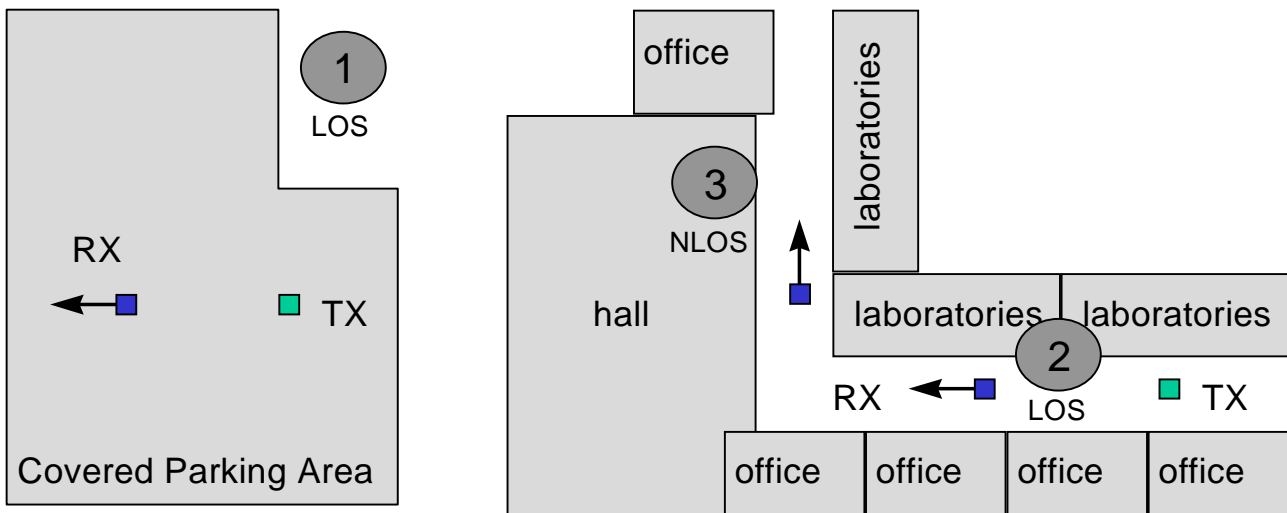 1
LOS
RX
TX
Covered Parking Area
office
laboratories
3
NLOS
hall
laboratories
laboratories
2
RX
LOS
TX
office
office
office
office